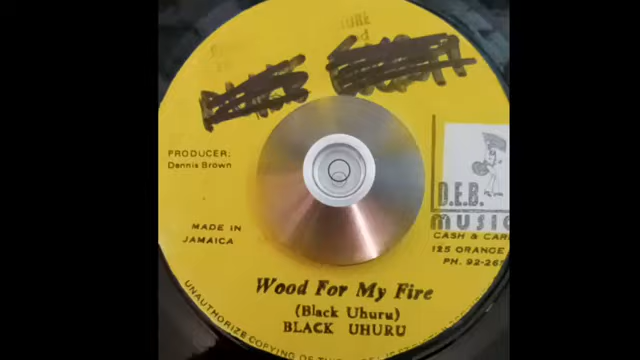 PRODUCER:
Dennis Brown
MADE IN
JAMAICA
D.E.B.
MUSIC
CASH & CAR
125 ORANGE
PH. 92-26
Wood For My Fire
(Black Uhuru)
BLACK UHURU
UNAUTHORIZE COPYING OF THIS